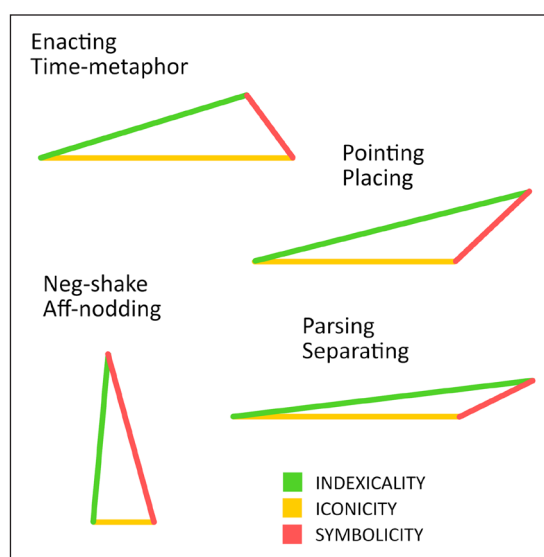 Enacting
Time-metaphor
Pointing
Placing
Neg-shake
Aff-nodding
Parsing
Separating
INDEXICALITY
ICONICITY
SYMBOLICITY